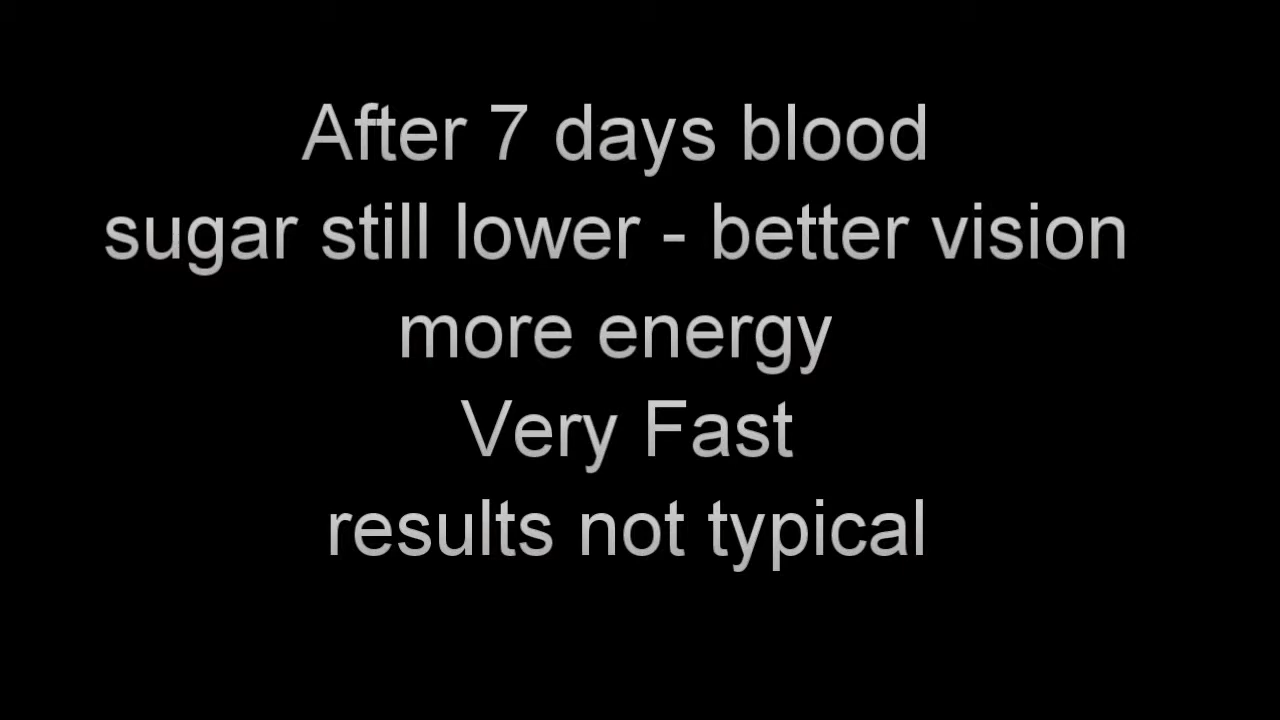 After 7 days blood
sugar still lower - better vision
more energy
Very Fast
results not typical